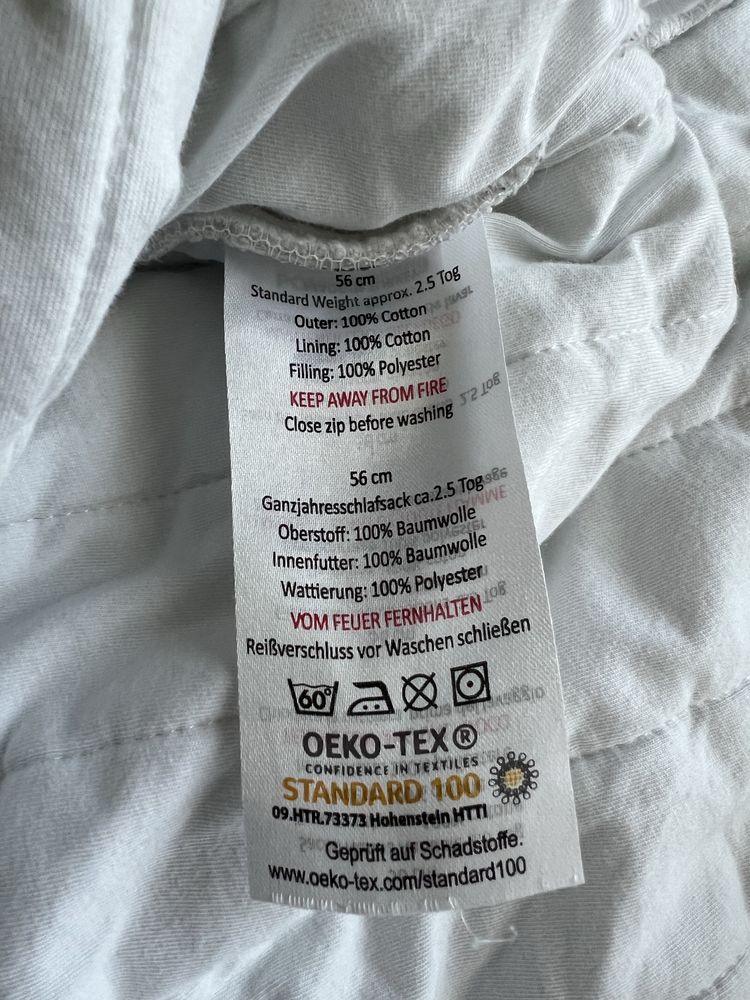 56 cm
Standard Weight approx. 2.5 Tog
Outer: 100% Cotton
Lining: 100% Cotton
Filling: 100% Polyester
KEEP AWAY FROM FIRE
Close zip before washing
56 cm
Ganzjahresschlafsack ca.2.5 Tog
Oberstoff: 100% Baumwolle
Innenfutter: 100% Baumwolle
Wattierung: 100% Polyester
VOM FEUER FERNHALTEN
Reißverschluss vor Waschen schließen
60°
OEKO-TEX®
CONFIDENCE IN TEXTILES
STANDARD 100
09.HTR.73373 Hohenstein HTTI
Geprüft auf Schadstoffe.
www.oeko-tex.com/standard100